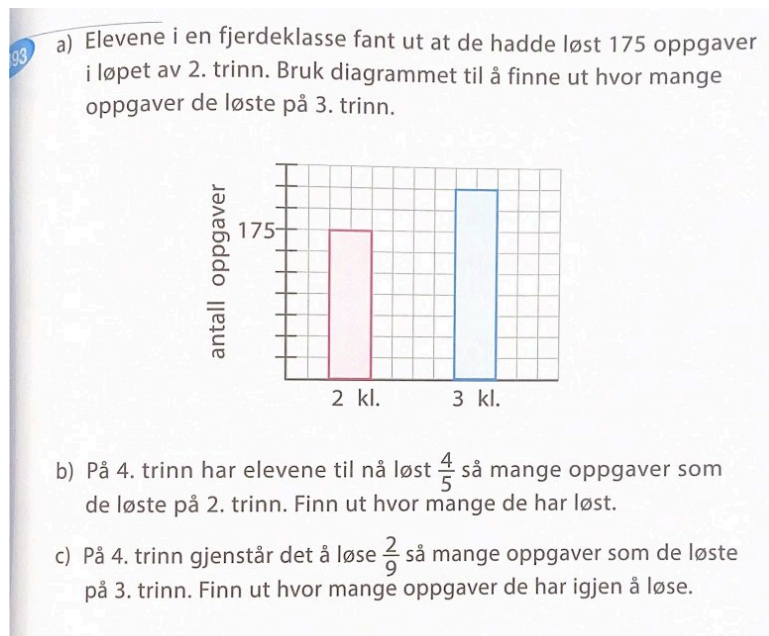 93
a) Elevene i en fjerdeklasse fant ut at de hadde løst 175 oppgaver
i løpet av 2. trinn. Bruk diagrammet til å finne ut hvor mange
oppgaver de løste på 3. trinn.
antall oppgaver
175
2 kl.
3 kl.
b) På 4. trinn har elevene til nå løst 4/5 så mange oppgaver som
de løste på 2. trinn. Finn ut hvor mange de har løst.
c) På 4. trinn gjenstår det å løse 2/9 så mange oppgaver som de løste
på 3. trinn. Finn ut hvor mange oppgaver de har igjen å løse.